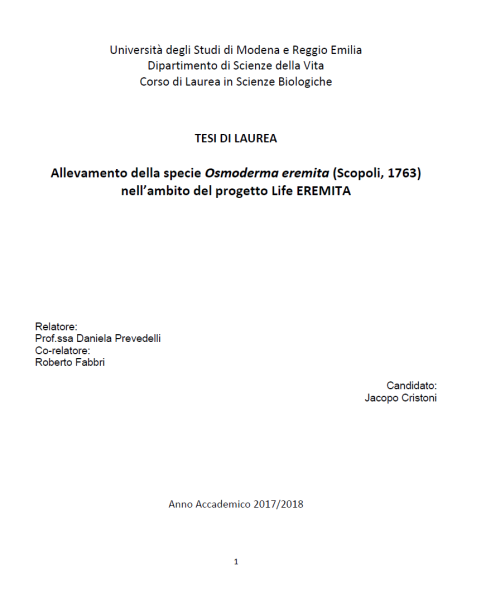 Università degli Studi di Modena e Reggio Emilia
Dipartimento di Scienze della Vita
Corso di Laurea in Scienze Biologiche
TESI DI LAUREA
Allevamento della specie Osmoderma eremita (Scopoli, 1763)
nell'ambito del progetto Life EREMITA
Relatore:
Prof.ssa Daniela Prevedelli
Co-relatore:
Roberto Fabbri
Candidato:
Jacopo Cristoni
Anno Accademico 2017/2018
1